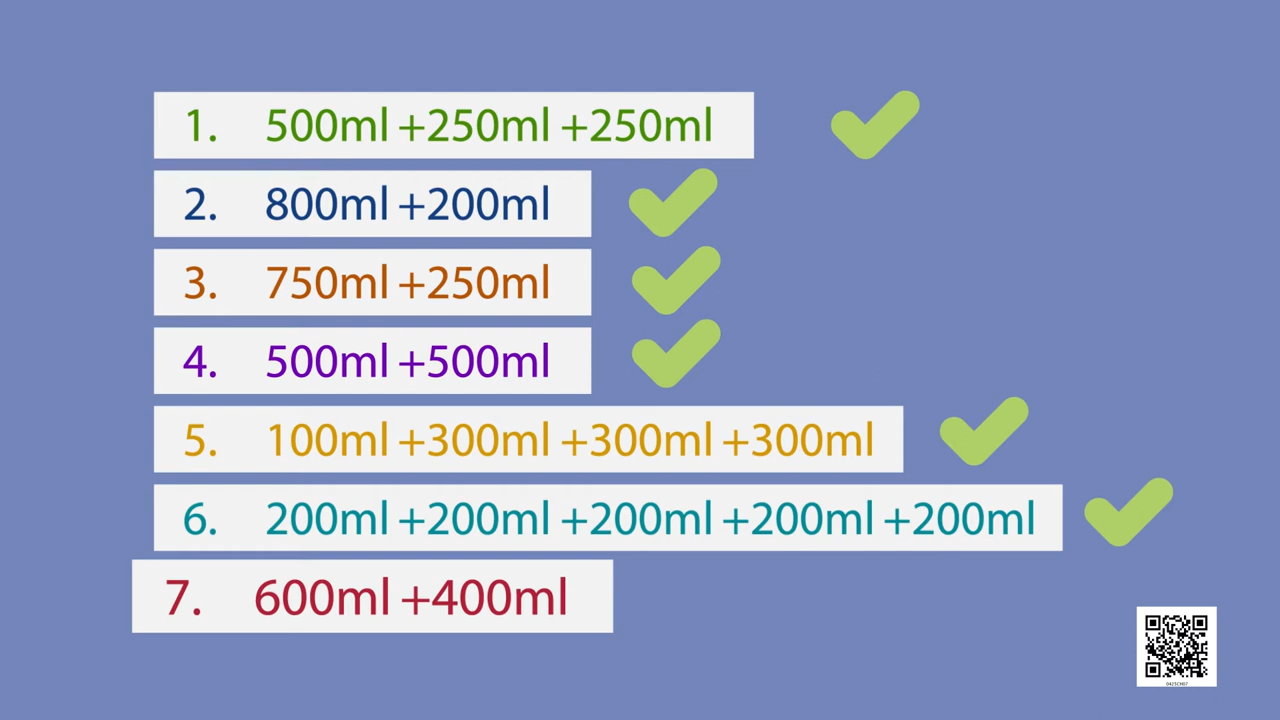 1. 500ml +250ml +250ml
2. 800ml +200ml
3. 750ml +250ml
4. 500ml +500ml
5. 100ml +300ml +300ml +300ml
6. 200ml +200ml +200ml +200ml +200ml
7. 600ml +400ml
0425CH07